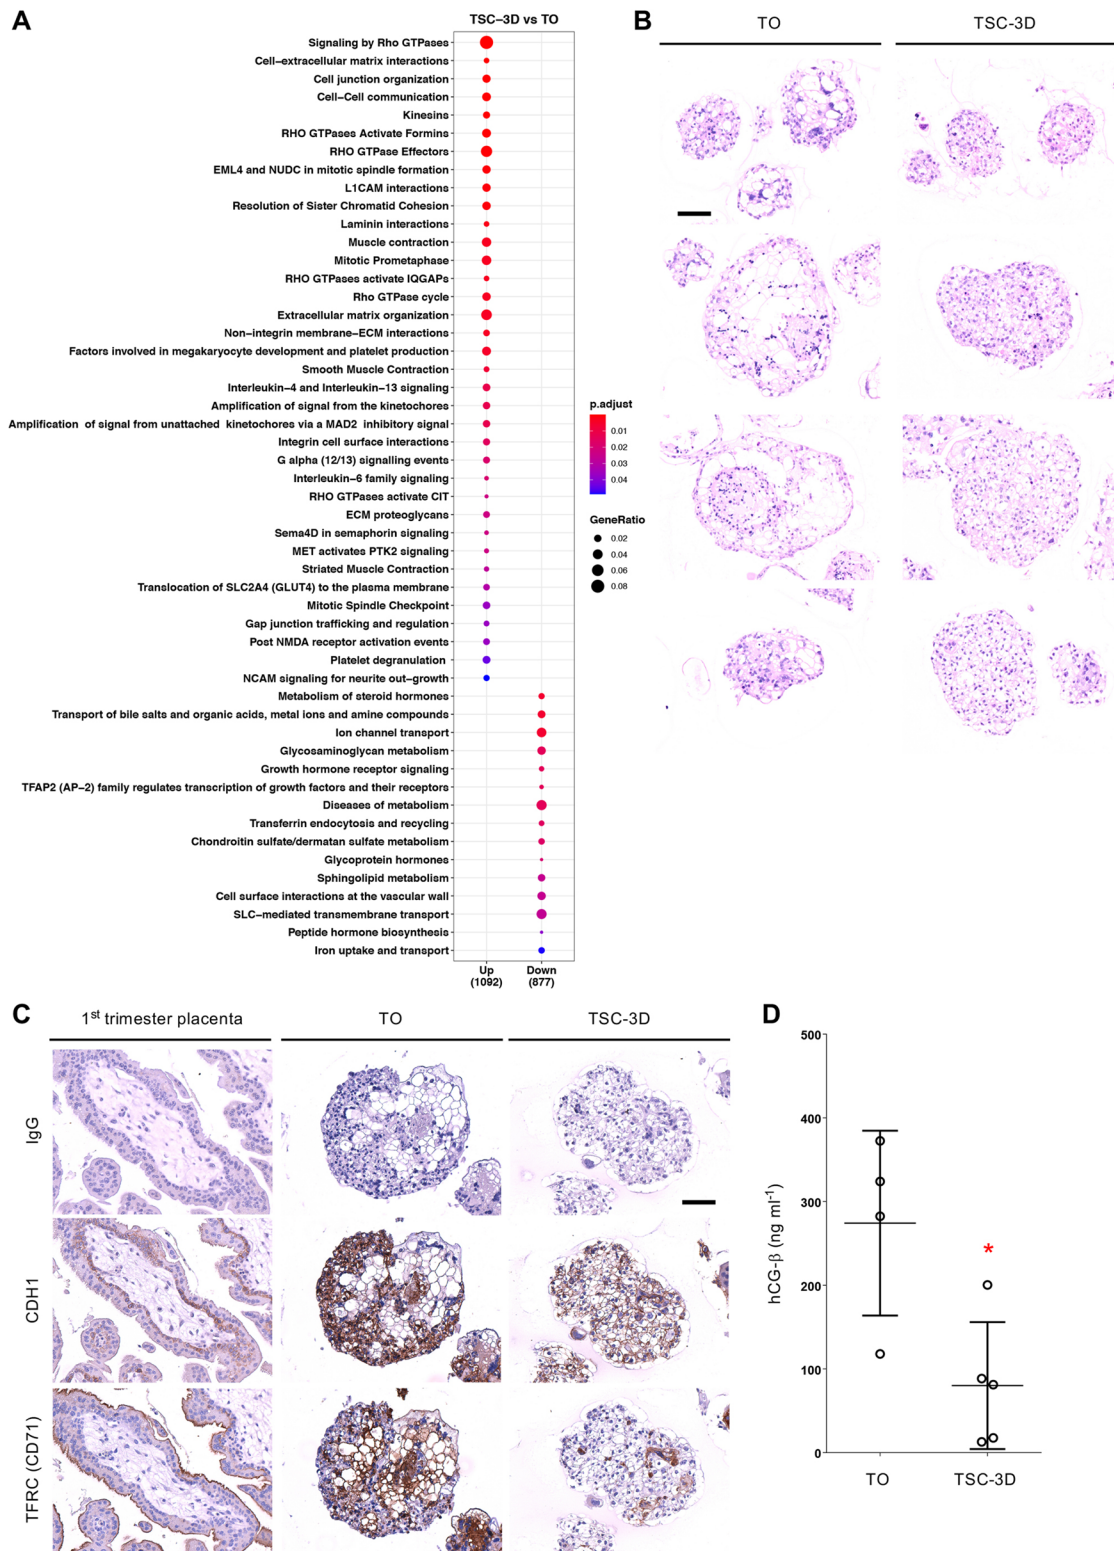 A
TSC–3D vs TO
Signaling by Rho GTPases
Cell–extracellular matrix interactions
Cell junction organization
Cell–Cell communication
Kinesins
RHO GTPases Activate Formins
RHO GTPase Effectors
EML4 and NUDC in mitotic spindle formation
L1CAM interactions
Resolution of Sister Chromatid Cohesion
Laminin interactions
Muscle contraction
Mitotic Prometaphase
RHO GTPases activate IQGAPs
Rho GTPase cycle
Extracellular matrix organization
Non–integrin membrane–ECM interactions
Factors involved in megakaryocyte development and platelet production
Smooth Muscle Contraction
Interleukin–4 and Interleukin–13 signaling
Amplification of signal from the kinetochores
Amplification of signal from unattached kinetochores via a MAD2 inhibitory signal
Integrin cell surface interactions
G alpha (12/13) signalling events
Interleukin–6 family signaling
RHO GTPases activate CIT
ECM proteoglycans
Sema4D in semaphorin signaling
MET activates PTK2 signaling
Striated Muscle Contraction
Translocation of SLC2A4 (GLUT4) to the plasma membrane
Mitotic Spindle Checkpoint
Gap junction trafficking and regulation
Post NMDA receptor activation events
Platelet degranulation
NCAM signaling for neurite out–growth
Metabolism of steroid hormones
Transport of bile salts and organic acids, metal ions and amine compounds
Ion channel transport
Glycosaminoglycan metabolism
Growth hormone receptor signaling
TFAP2 (AP–2) family regulates transcription of growth factors and their receptors
Diseases of metabolism
Transferrin endocytosis and recycling
Chondroitin sulfate/dermatan sulfate metabolism
Glycoprotein hormones
Sphingolipid metabolism
Cell surface interactions at the vascular wall
SLC–mediated transmembrane transport
Peptide hormone biosynthesis
Iron uptake and transport
Up
(1092)
Down
(877)
p.adjust
0.01
0.02
0.03
0.04
GeneRatio
0.02
0.04
0.06
0.08
B
TO
TSC-3D
C
1st trimester placenta
TO
TSC-3D
IgG
CDH1
TFRC (CD71)
D
hCG-β (ng ml-1)
500
400
300
200
100
0
*
TO
TSC-3D